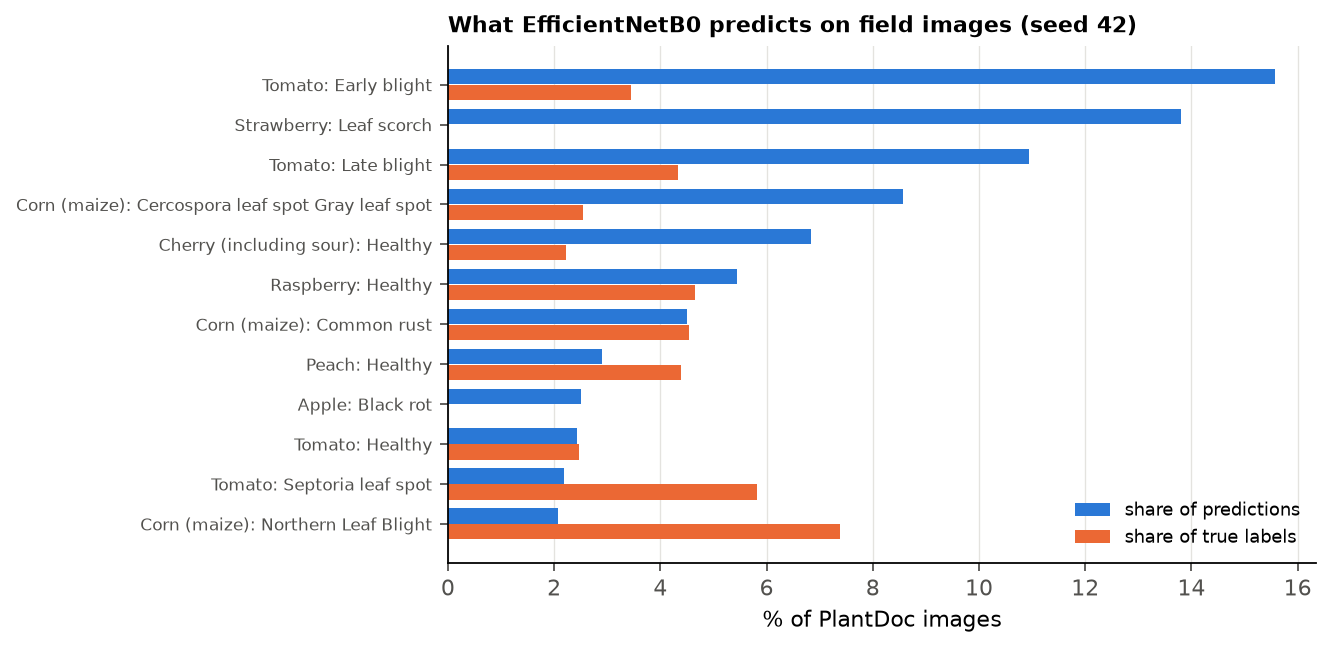 What EfficientNetB0 predicts on field images (seed 42)
Tomato: Early blight
Strawberry: Leaf scorch
Tomato: Late blight
Corn (maize): Cercospora leaf spot Gray leaf spot
Cherry (including sour): Healthy
Raspberry: Healthy
Corn (maize): Common rust
Peach: Healthy
Apple: Black rot
Tomato: Healthy
Tomato: Septoria leaf spot
Corn (maize): Northern Leaf Blight
share of predictions
share of true labels
0 2 4 6 8 10 12 14 16
% of PlantDoc images